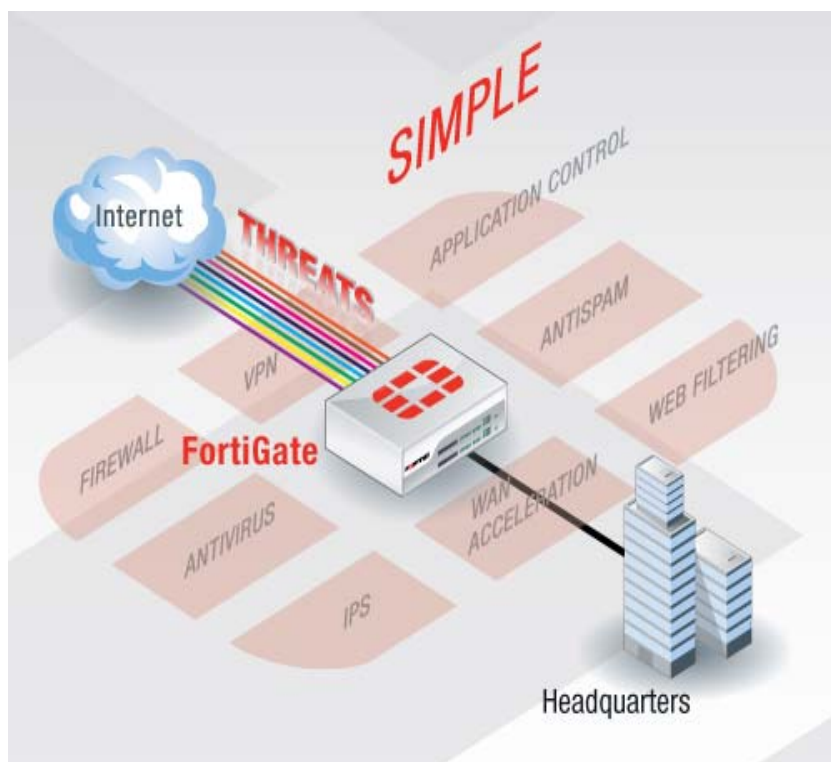 SIMPLE
APPLICATION CONTROL
Internet
THREATS
ANTISPAM
VPN
WEB FILTERING
FIREWALL
FortiGate
WAN
ACCELERATION
ANTIVIRUS
IPS
Headquarters